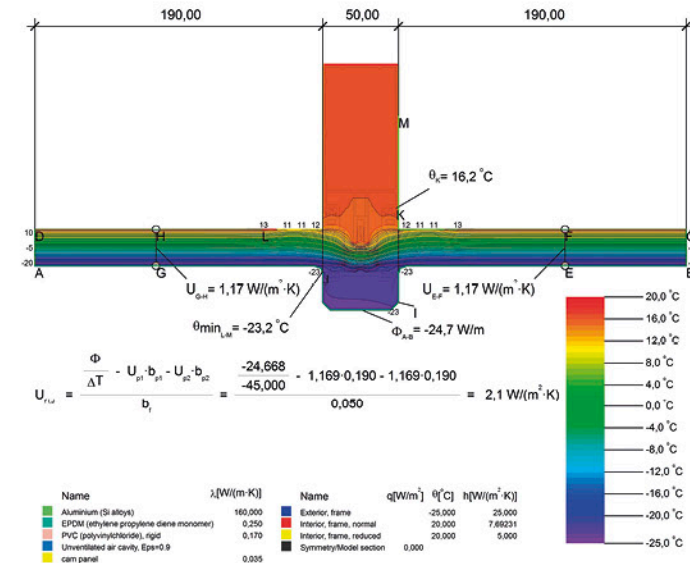 190,00 50,00 190,00
M
θK= 16,2 °C
K
13 11 11 12 12 11 11 13
10 D H L F C
-5
-20 -23 -23
A G J E B
UG-H = 1,17 W/(m²·K) UE-F = 1,17 W/(m²·K)
-23 I
θminL-M = -23,2 °C
ΦA-B = -24,7 W/m
Φ/ΔT - Up1·bp1 - Up2·bp2 -24,668/-45,000 - 1,169·0,190 - 1,169·0,190
= = = 2,1 W/(m²·K)
bf 0,050
20,0 °C
16,0 °C
12,0 °C
8,0 °C
4,0 °C
0,0 °C
-4,0 °C
-8,0 °C
-12,0 °C
-16,0 °C
-20,0 °C
-25,0 °C
Name λ[W/(m·K)]
Aluminium (Si alloys) 160,000
EPDM (ethylene propylene diene monomer) 0,250
PVC (polyvinylchloride), rigid 0,170
Unventilated air cavity, Eps=0.9
cam panel 0,035
Name q[W/m²] θ[°C] h[W/(m²·K)]
Exterior, frame -25,000 25,000
Interior, frame, normal 20,000 7,69231
Interior, frame, reduced 20,000 5,000
Symmetry/Model section 0,000